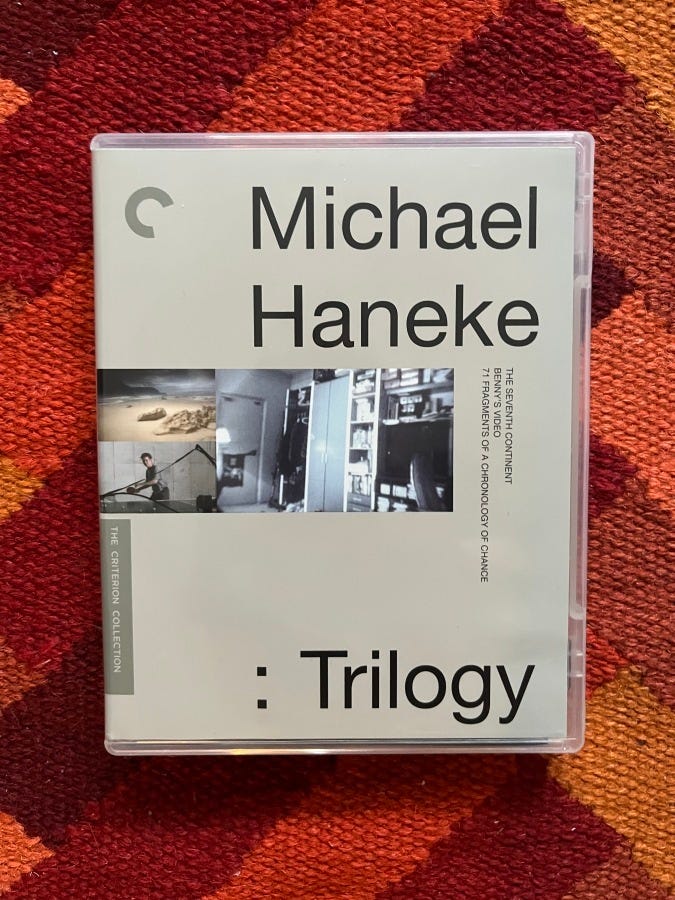 Michael
Haneke
THE SEVENTH CONTINENT
BENNY'S VIDEO
71 FRAGMENTS OF A CHRONOLOGY OF CHANCE
THE CRITERION COLLECTION
: Trilogy